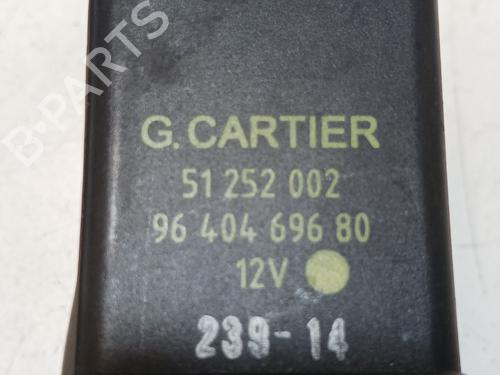 B-PARTS
G.CARTIER
51 252 002
96 404 696 80
12V
239-14